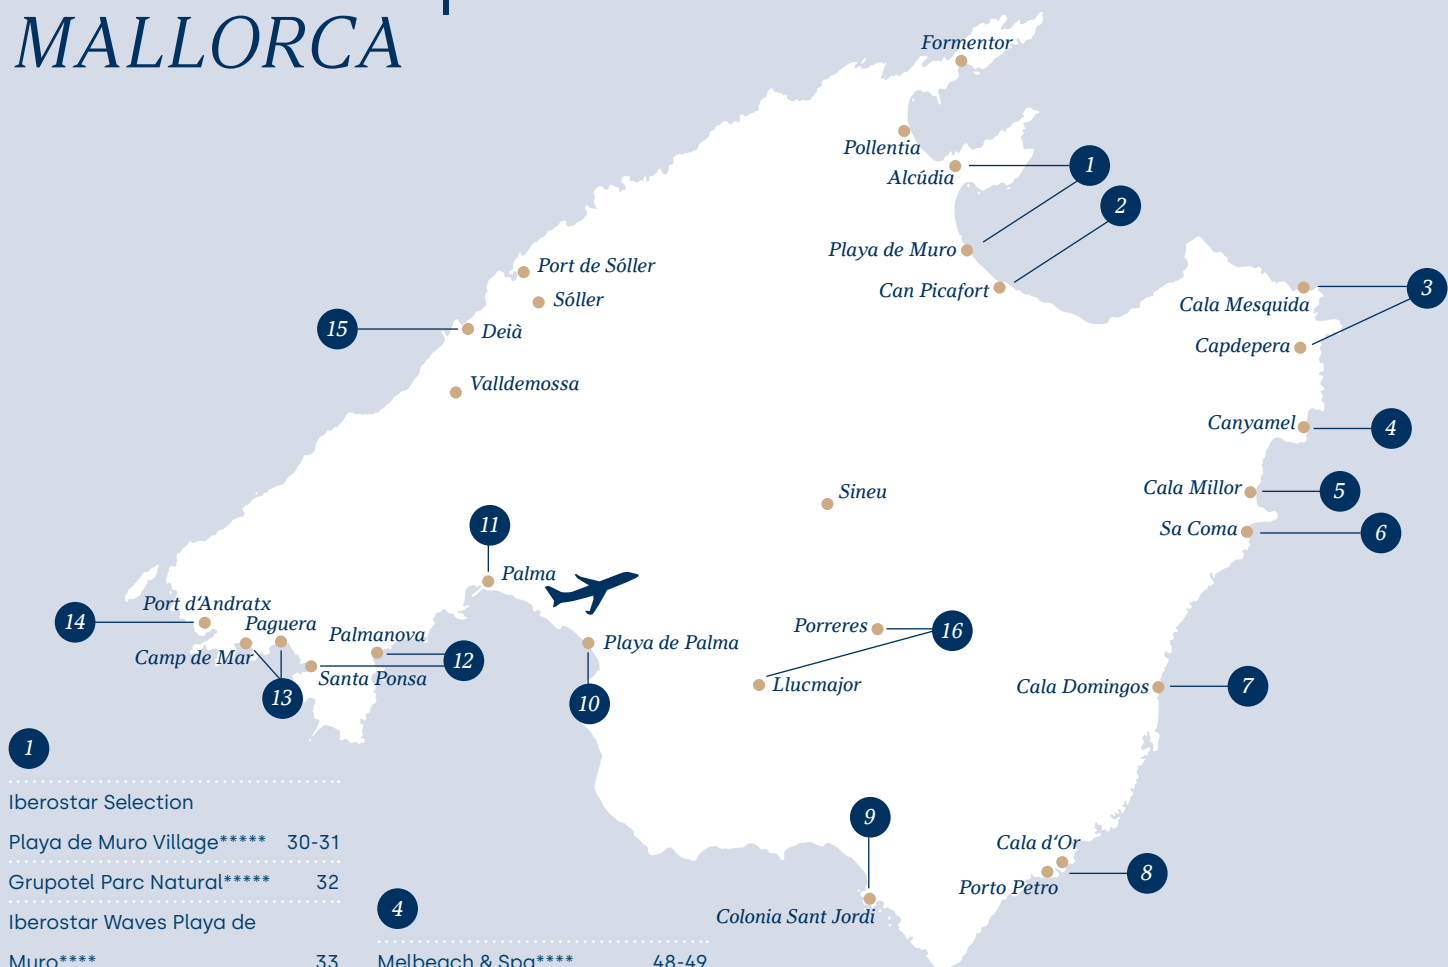 MALLORCA
Formentor
Pollentia
Alcúdia
1
2
Playa de Muro
Can Picafort
Port de Sóller
Sóller
15
Deià
Valldemossa
Cala Mesquida
3
Capdepera
Canyamel
4
Sineu
Cala Millor
5
Sa Coma
6
11
Palma
14
Port d‘Andratx
Paguera
Palmanova
Camp de Mar
12
Santa Ponsa
13
Playa de Palma
10
Porreres
16
Llucmajor
Cala Domingos
7
9
Cala d‘Or
8
Porto Petro
Colonia Sant Jordi
1
Iberostar Selection
Playa de Muro Village***** 30-31
Grupotel Parc Natural***** 32
Iberostar Waves Playa de
Muro**** 33
4
Melbeach & Spa**** 48-49